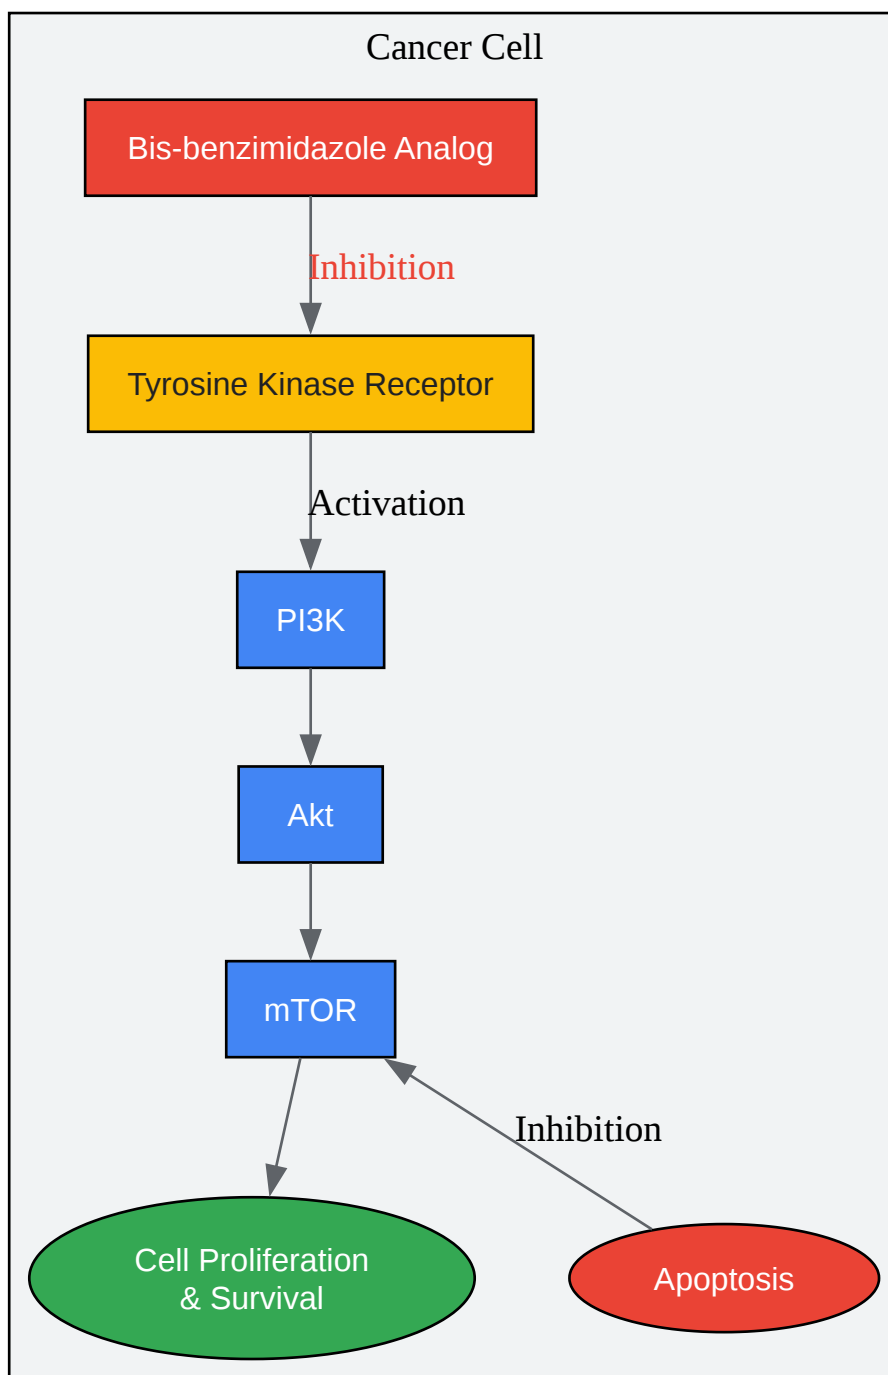 Cancer Cell
Bis-benzimidazole Analog
Inhibition
Tyrosine Kinase Receptor
Activation
PI3K
Akt
mTOR
Inhibition
Cell Proliferation
& Survival
Apoptosis